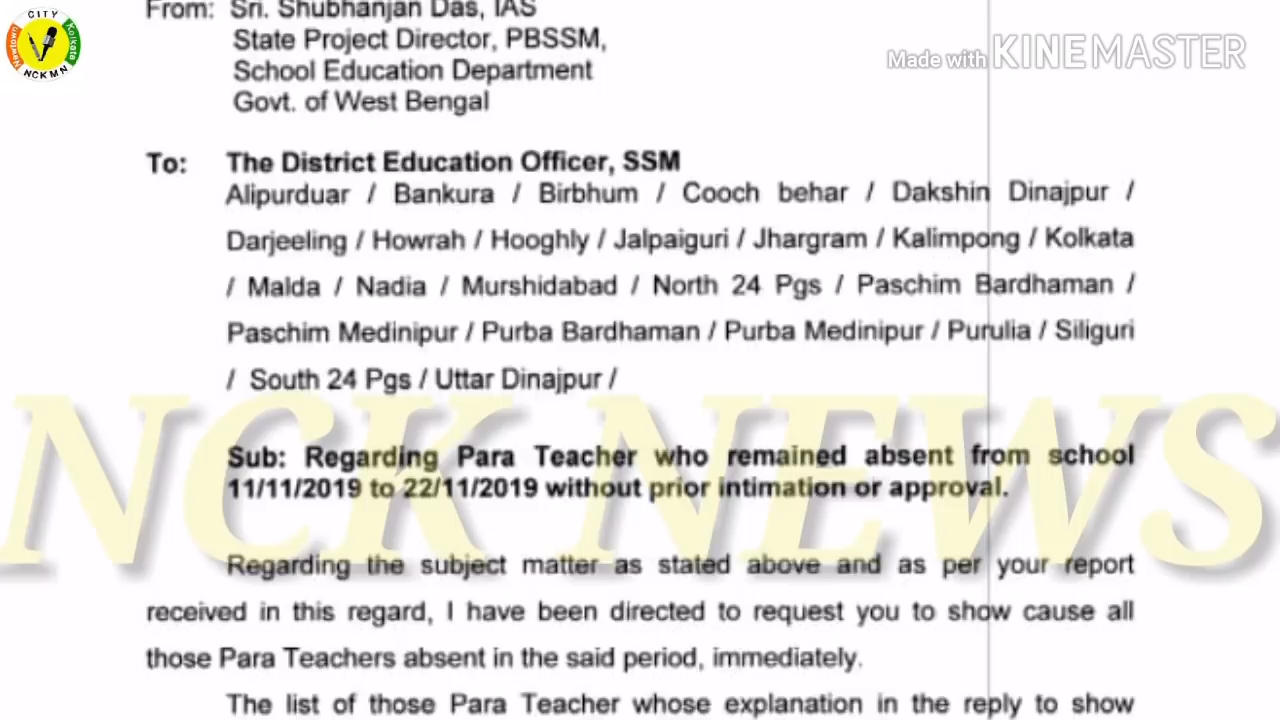 CITY
Newswow
Kolkata
NCKMN
Made with KINEMASTER
From: Sri. Shubhanjan Das, IAS
State Project Director, PBSSM,
School Education Department
Govt. of West Bengal
To: The District Education Officer, SSM
Alipurduar / Bankura / Birbhum / Cooch behar / Dakshin Dinajpur /
Darjeeling / Howrah / Hooghly / Jalpaiguri / Jhargram / Kalimpong / Kolkata
/ Malda / Nadia / Murshidabad / North 24 Pgs / Paschim Bardhaman /
Paschim Medinipur / Purba Bardhaman / Purba Medinipur / Purulia / Siliguri
/ South 24 Pgs / Uttar Dinajpur /
NCK NEWS
Sub: Regarding Para Teacher who remained absent from school
11/11/2019 to 22/11/2019 without prior intimation or approval.
Regarding the subject matter as stated above and as per your report
received in this regard, I have been directed to request you to show cause all
those Para Teachers absent in the said period, immediately.
The list of those Para Teacher whose explanation in the reply to show